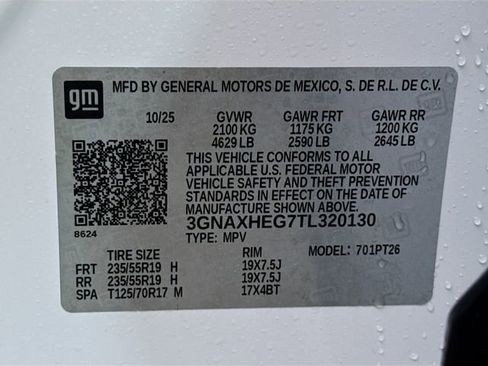 gm
MFD BY GENERAL MOTORS DE MEXICO, S. DE R.L. DE C.V.
10/25 GVWR GAWR FRT GAWR RR
2100 KG 1175 KG 1200 KG
4629 LB 2590 LB 2645 LB
THIS VEHICLE CONFORMS TO ALL
APPLICABLE U.S. FEDERAL MOTOR
VEHICLE SAFETY AND THEFT PREVENTION
STANDARDS IN EFFECT ON THE DATE OF
MANUFACTURE SHOWN ABOVE.
8624 3GNAXHEG7TL320130
TYPE: MPV
TIRE SIZE RIM MODEL: 701PT26
FRT 235/55R19 H 19X7.5J
RR 235/55R19 H 19X7.5J
SPA T125/70R17 M 17X4BT